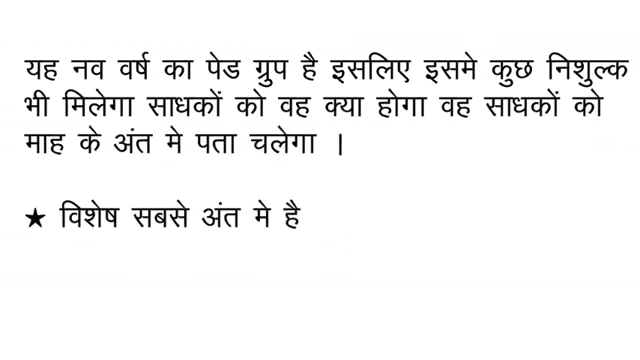 यह नव वर्ष का पेड ग्रुप है इसलिए इसमे कुछ निशुल्क
भी मिलेगा साधकों को वह क्या होगा वह साधकों को
माह के अंत मे पता चलेगा ।
★ विशेष सबसे अंत मे है